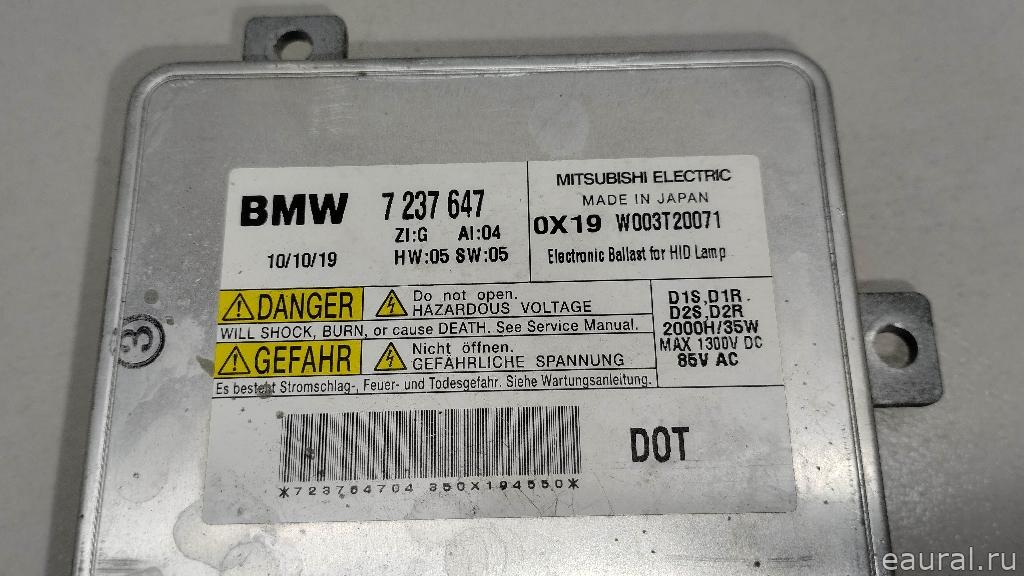 BMW 7 237 647
ZI:G AI:04
10/10/19 HW:05 SW:05
MITSUBISHI ELECTRIC
MADE IN JAPAN
0X19 W003T20071
Electronic Ballast for HID Lamp
DANGER Do not open.
HAZARDOUS VOLTAGE
WILL SHOCK, BURN, or cause DEATH. See Service Manual.
GEFAHR Nicht öffnen.
GEFÄHRLICHE SPANNUNG
Es besteht Stromschlag-, Feuer- und Todesgefahr. Siehe Wartungsanleitung.
D1S,D1R
D2S,D2R
2000H/35W
MAX 1300V DC
85V AC
*723764704 350X194550*
DOT
3
eaural.ru